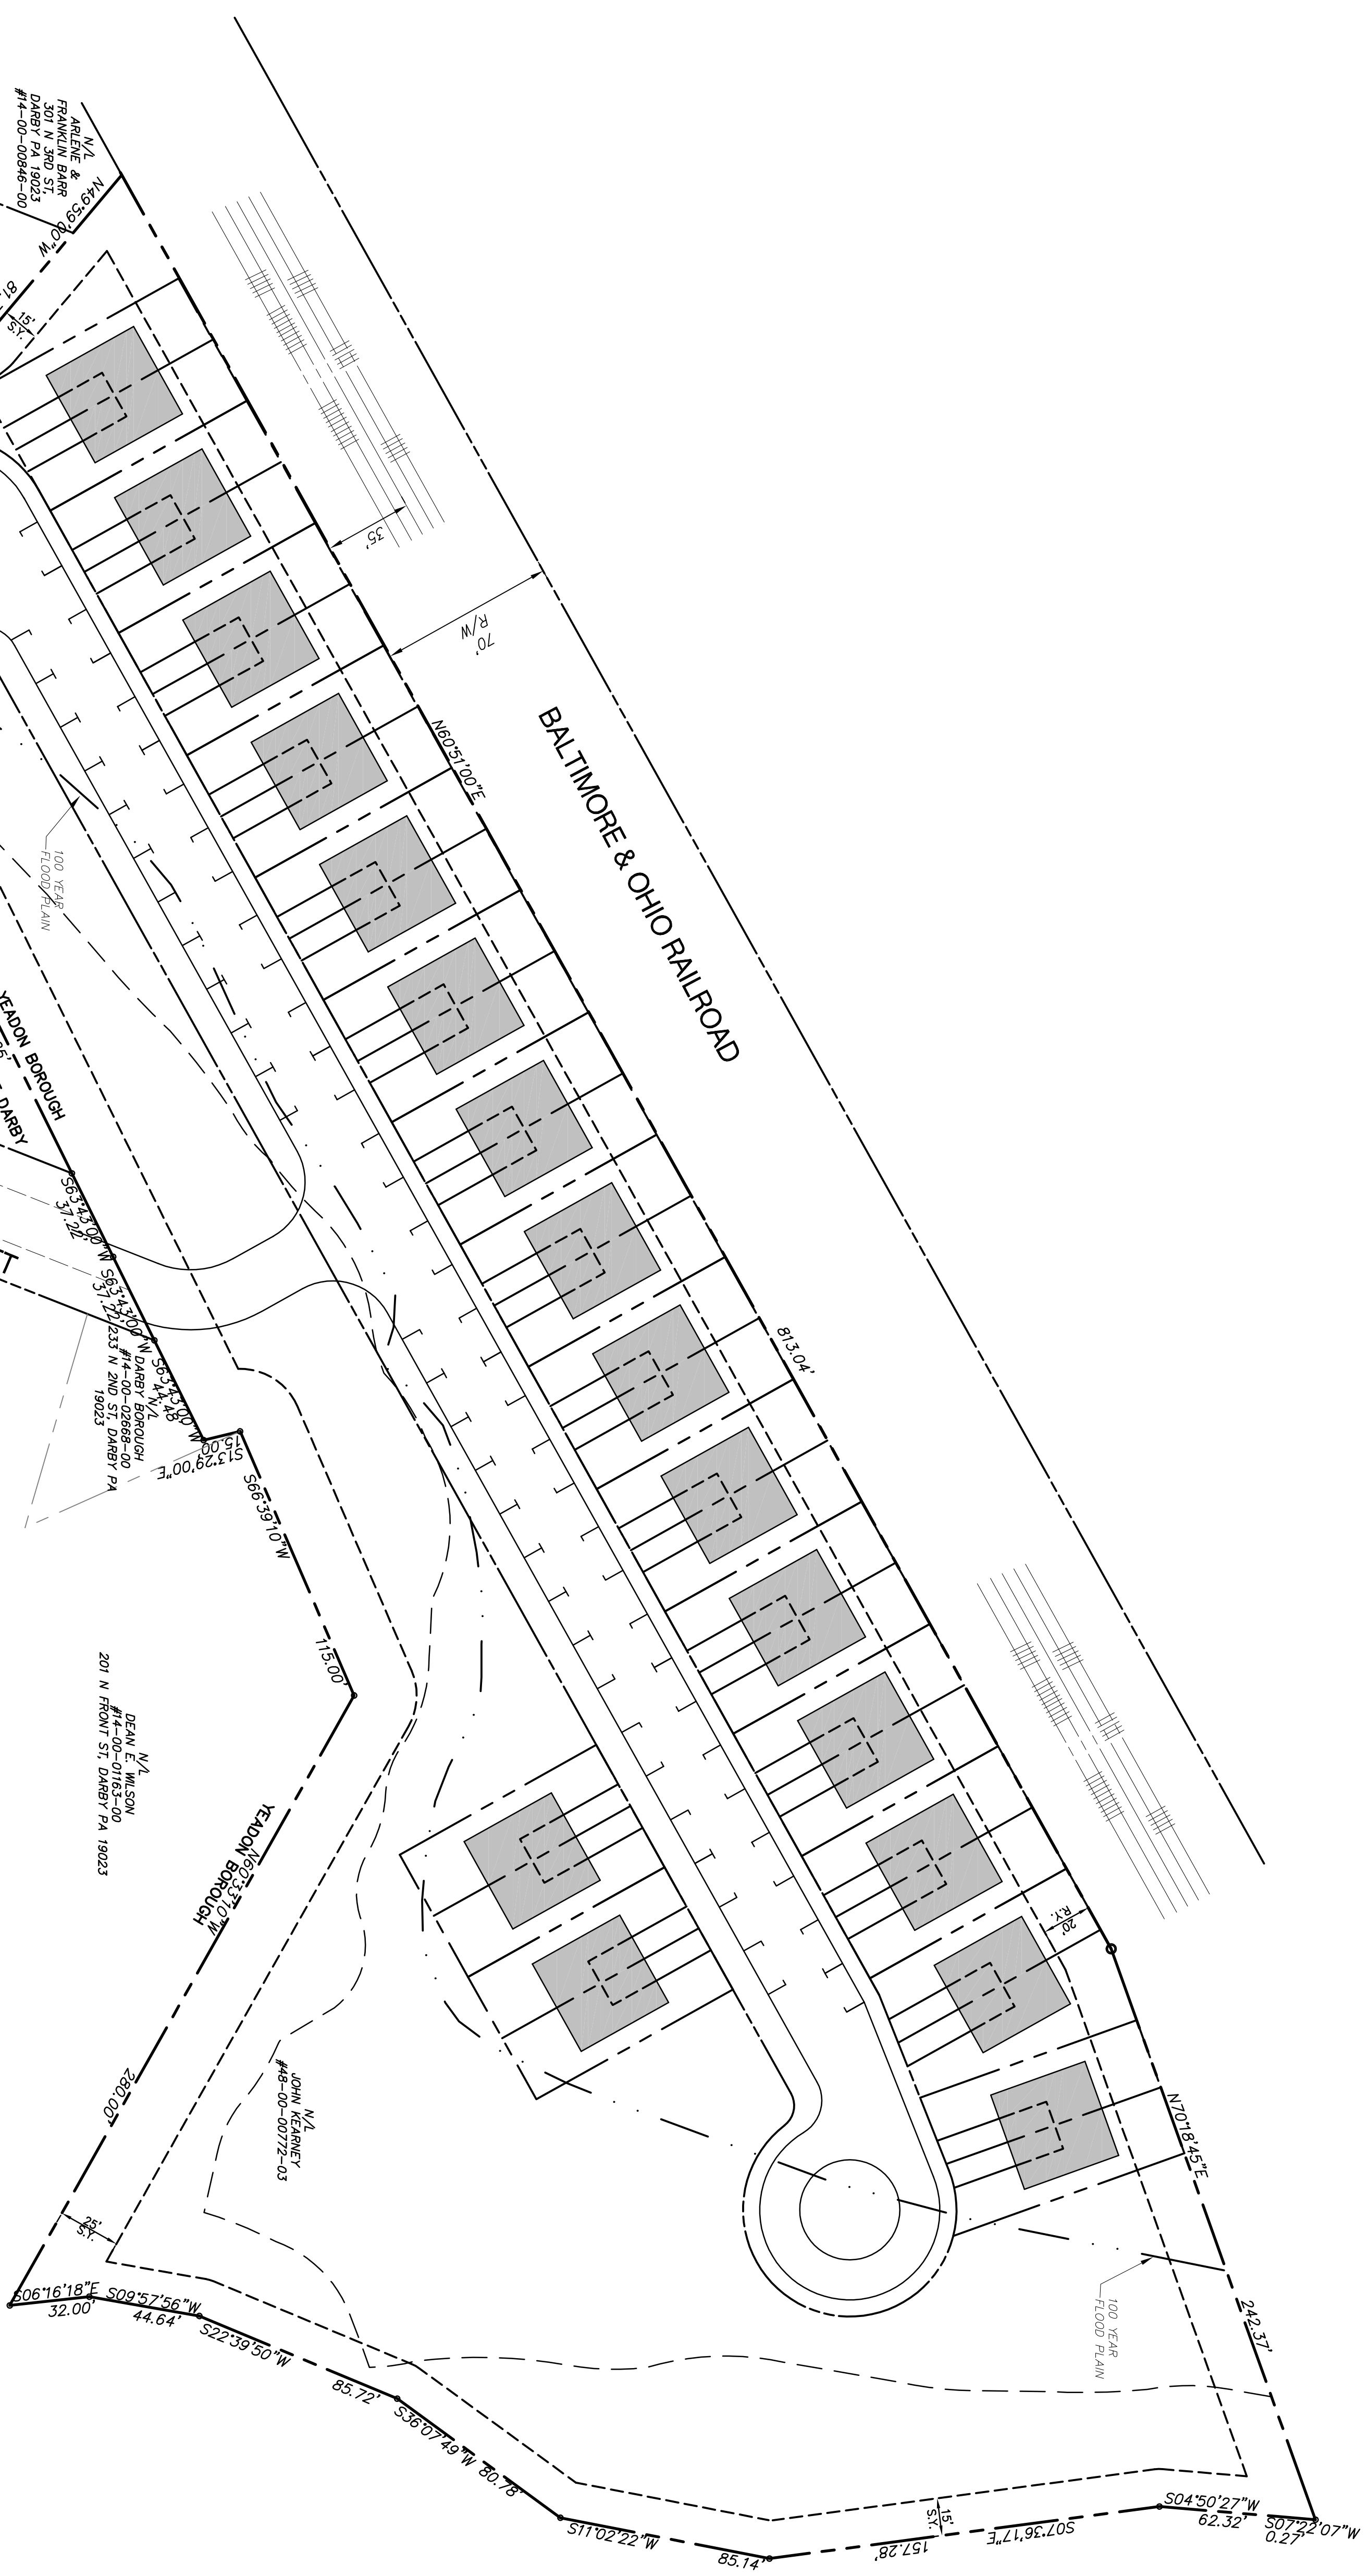 N/L
ARLENE &
FRANKLIN BARR
301 N 3RD ST,
DARBY PA 19023
#14-00-00846-00
N49°59'00"W
81.
15'
S.Y.
35'
70'
R/W
BALTIMORE & OHIO RAILROAD
N60°51'00"E
813.04'
100 YEAR
FLOOD PLAIN
YEADON BOROUGH
DARBY
S63°43'00"W
37.22'
S63°43'00"W
37.22'
S63°43'00"W
44.48'
T
N/L
DARBY BOROUGH
#14-00-02668-00
233 N 2ND ST, DARBY PA
19023
S13°29'00"E
15.00'
S66°39'10"W
115.00'
N/L
DEAN E. WILSON
#14-00-01163-00
201 N FRONT ST, DARBY PA 19023
YEADON BOROUGH
N60°33'10"W
280.00'
N/L
JOHN KEARNEY
#48-00-00772-03
20'
R.Y.
N70°18'45"E
242.37'
100 YEAR
FLOOD PLAIN
25'
S.Y.
S06°16'18"E
32.00'
S09°57'56"W
44.64'
S22°39'50"W
85.72'
S36°07'49"W 80.78'
S11°02'22"W
85.14'
S07°36'17"E
157.28'
15'
S.Y.
S04°50'27"W
62.32'
S07°22'07"W
0.27'